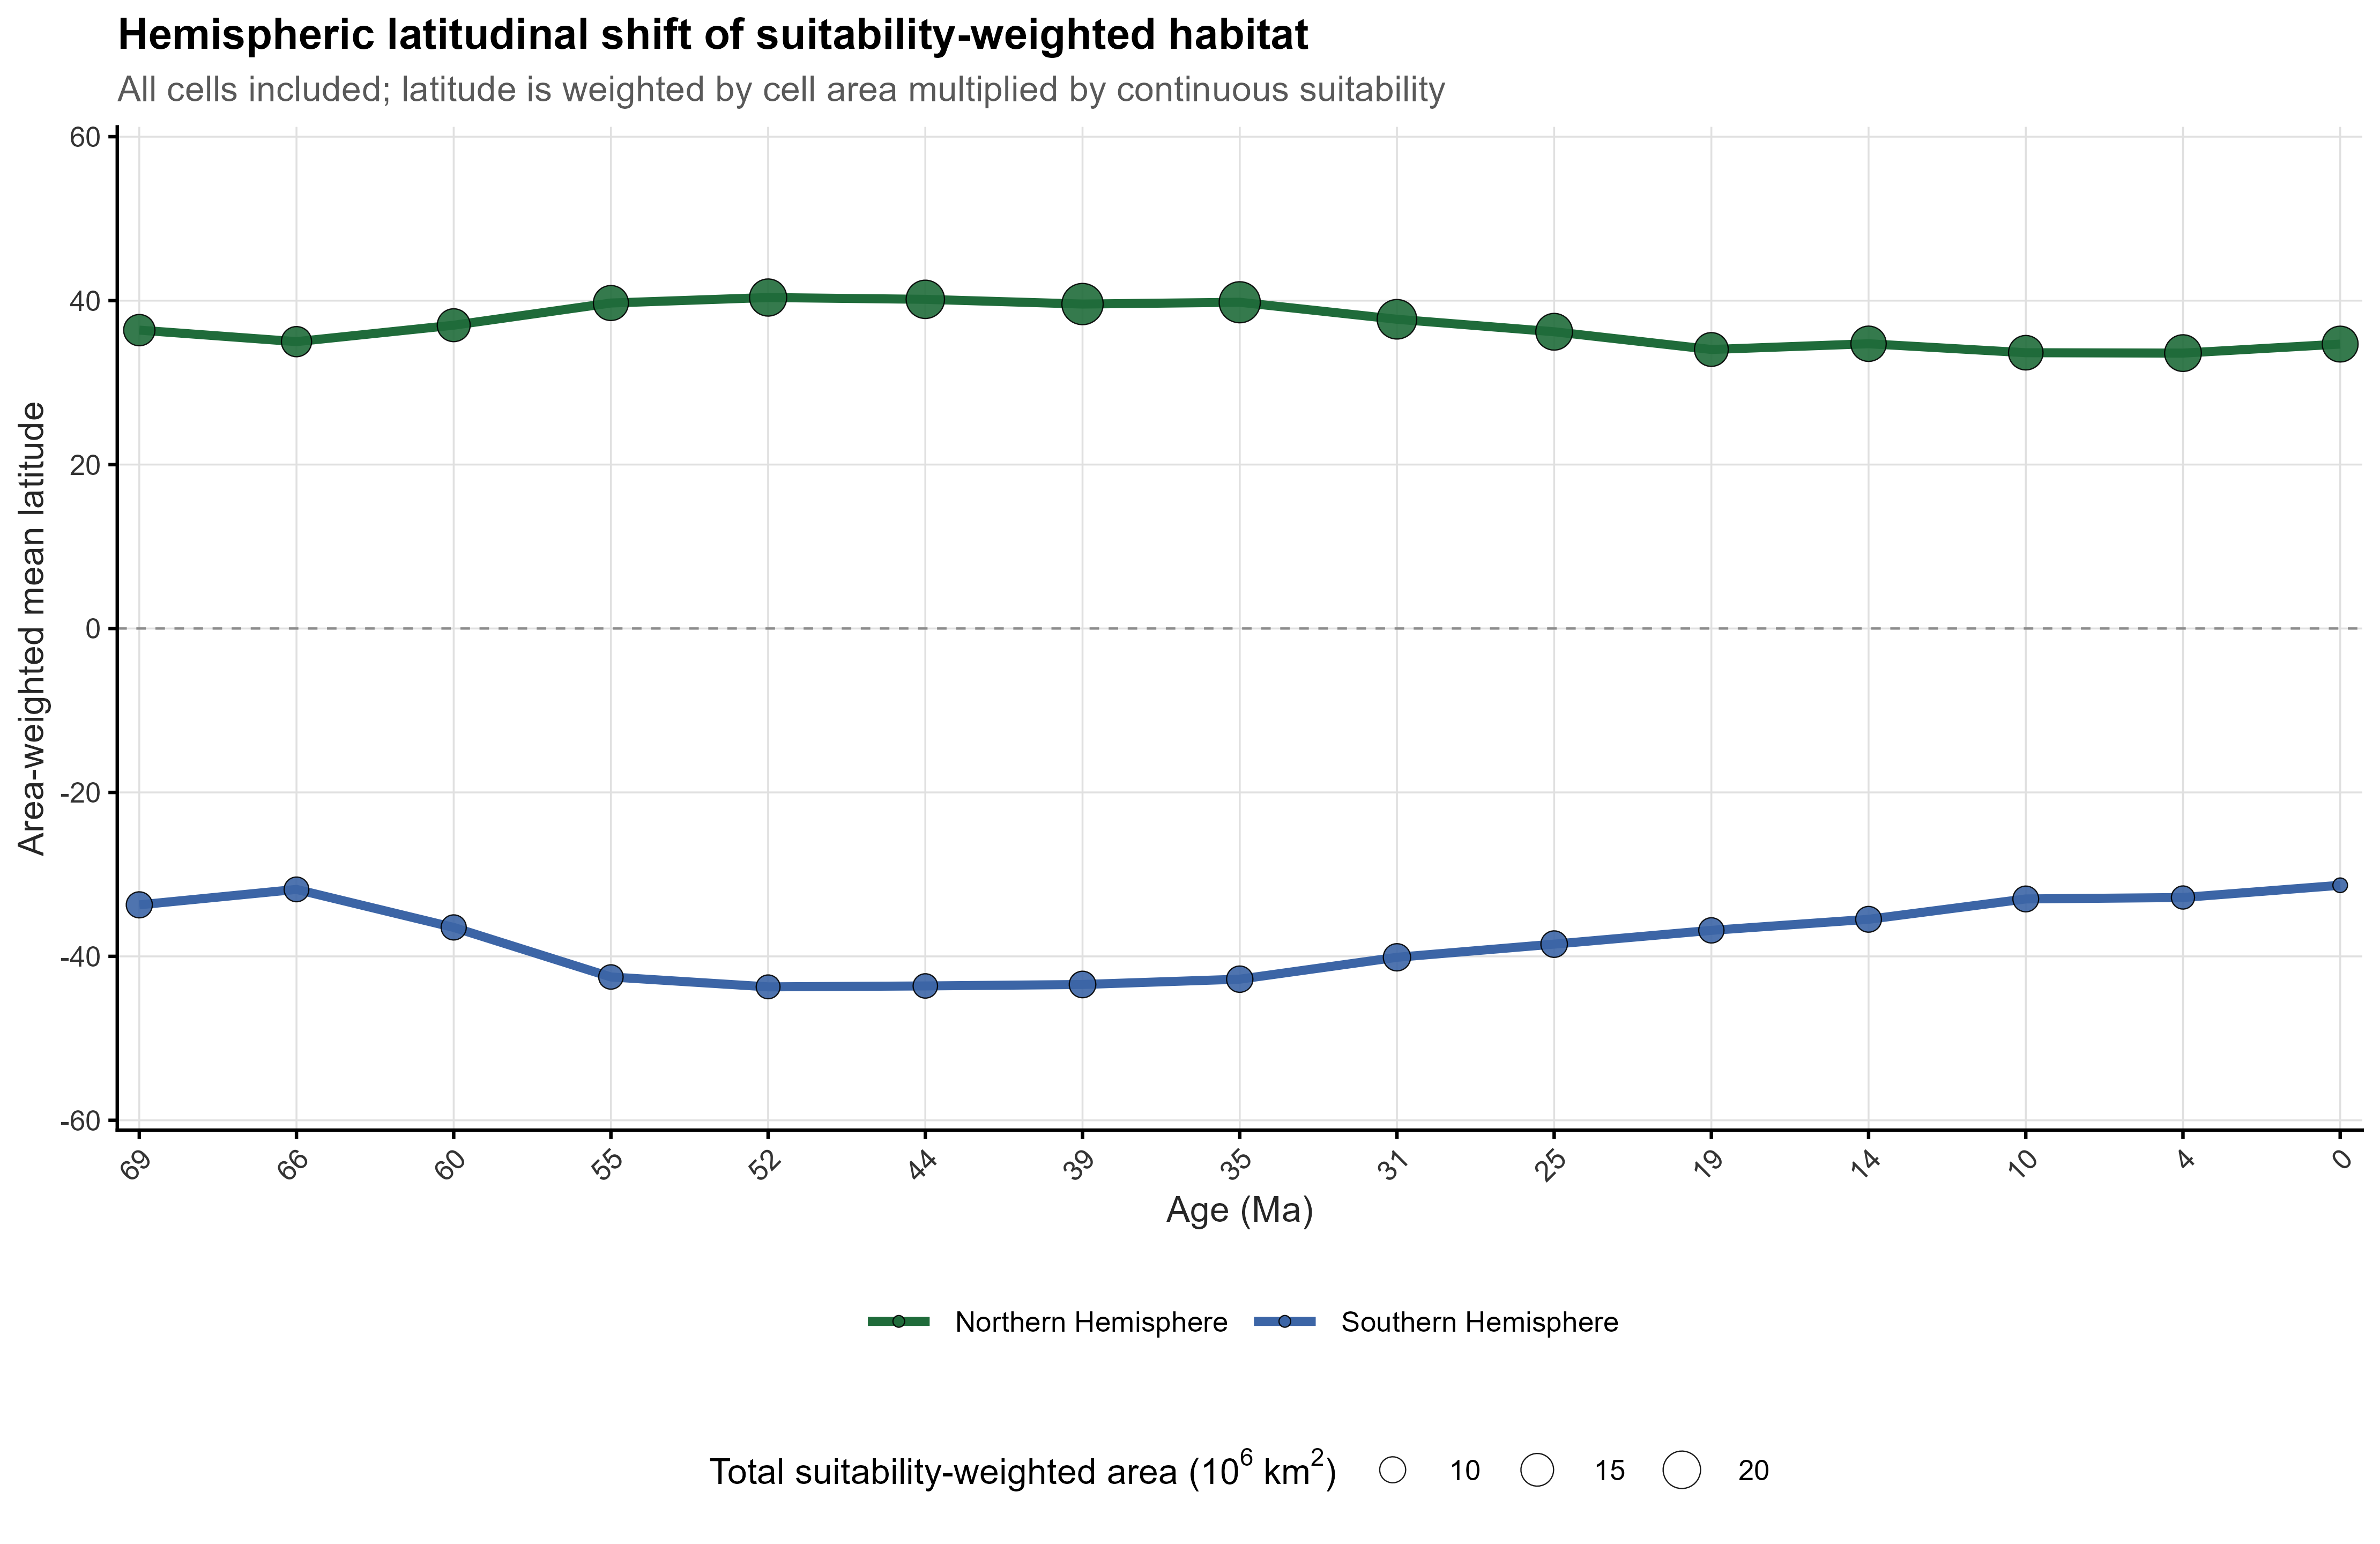 Hemispheric latitudinal shift of suitability-weighted habitat
All cells included; latitude is weighted by cell area multiplied by continuous suitability
Area-weighted mean latitude
60
40
20
0
-20
-40
-60
69 66 60 55 52 44 39 35 31 25 19 14 10 4 0
Age (Ma)
Northern Hemisphere Southern Hemisphere
Total suitability-weighted area (10⁶ km²) 10 15 20